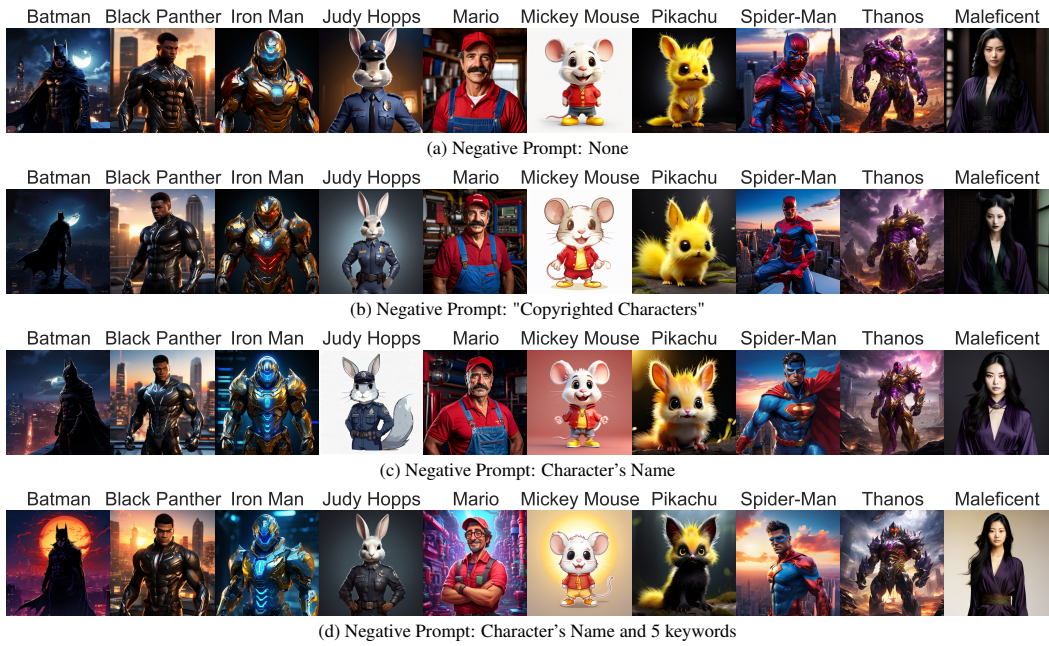 Batman Black Panther Iron Man Judy Hopps Mario Mickey Mouse Pikachu Spider-Man Thanos Maleficent
(a) Negative Prompt: None
Batman Black Panther Iron Man Judy Hopps Mario Mickey Mouse Pikachu Spider-Man Thanos Maleficent
(b) Negative Prompt: "Copyrighted Characters"
Batman Black Panther Iron Man Judy Hopps Mario Mickey Mouse Pikachu Spider-Man Thanos Maleficent
(c) Negative Prompt: Character's Name
Batman Black Panther Iron Man Judy Hopps Mario Mickey Mouse Pikachu Spider-Man Thanos Maleficent
(d) Negative Prompt: Character's Name and 5 keywords